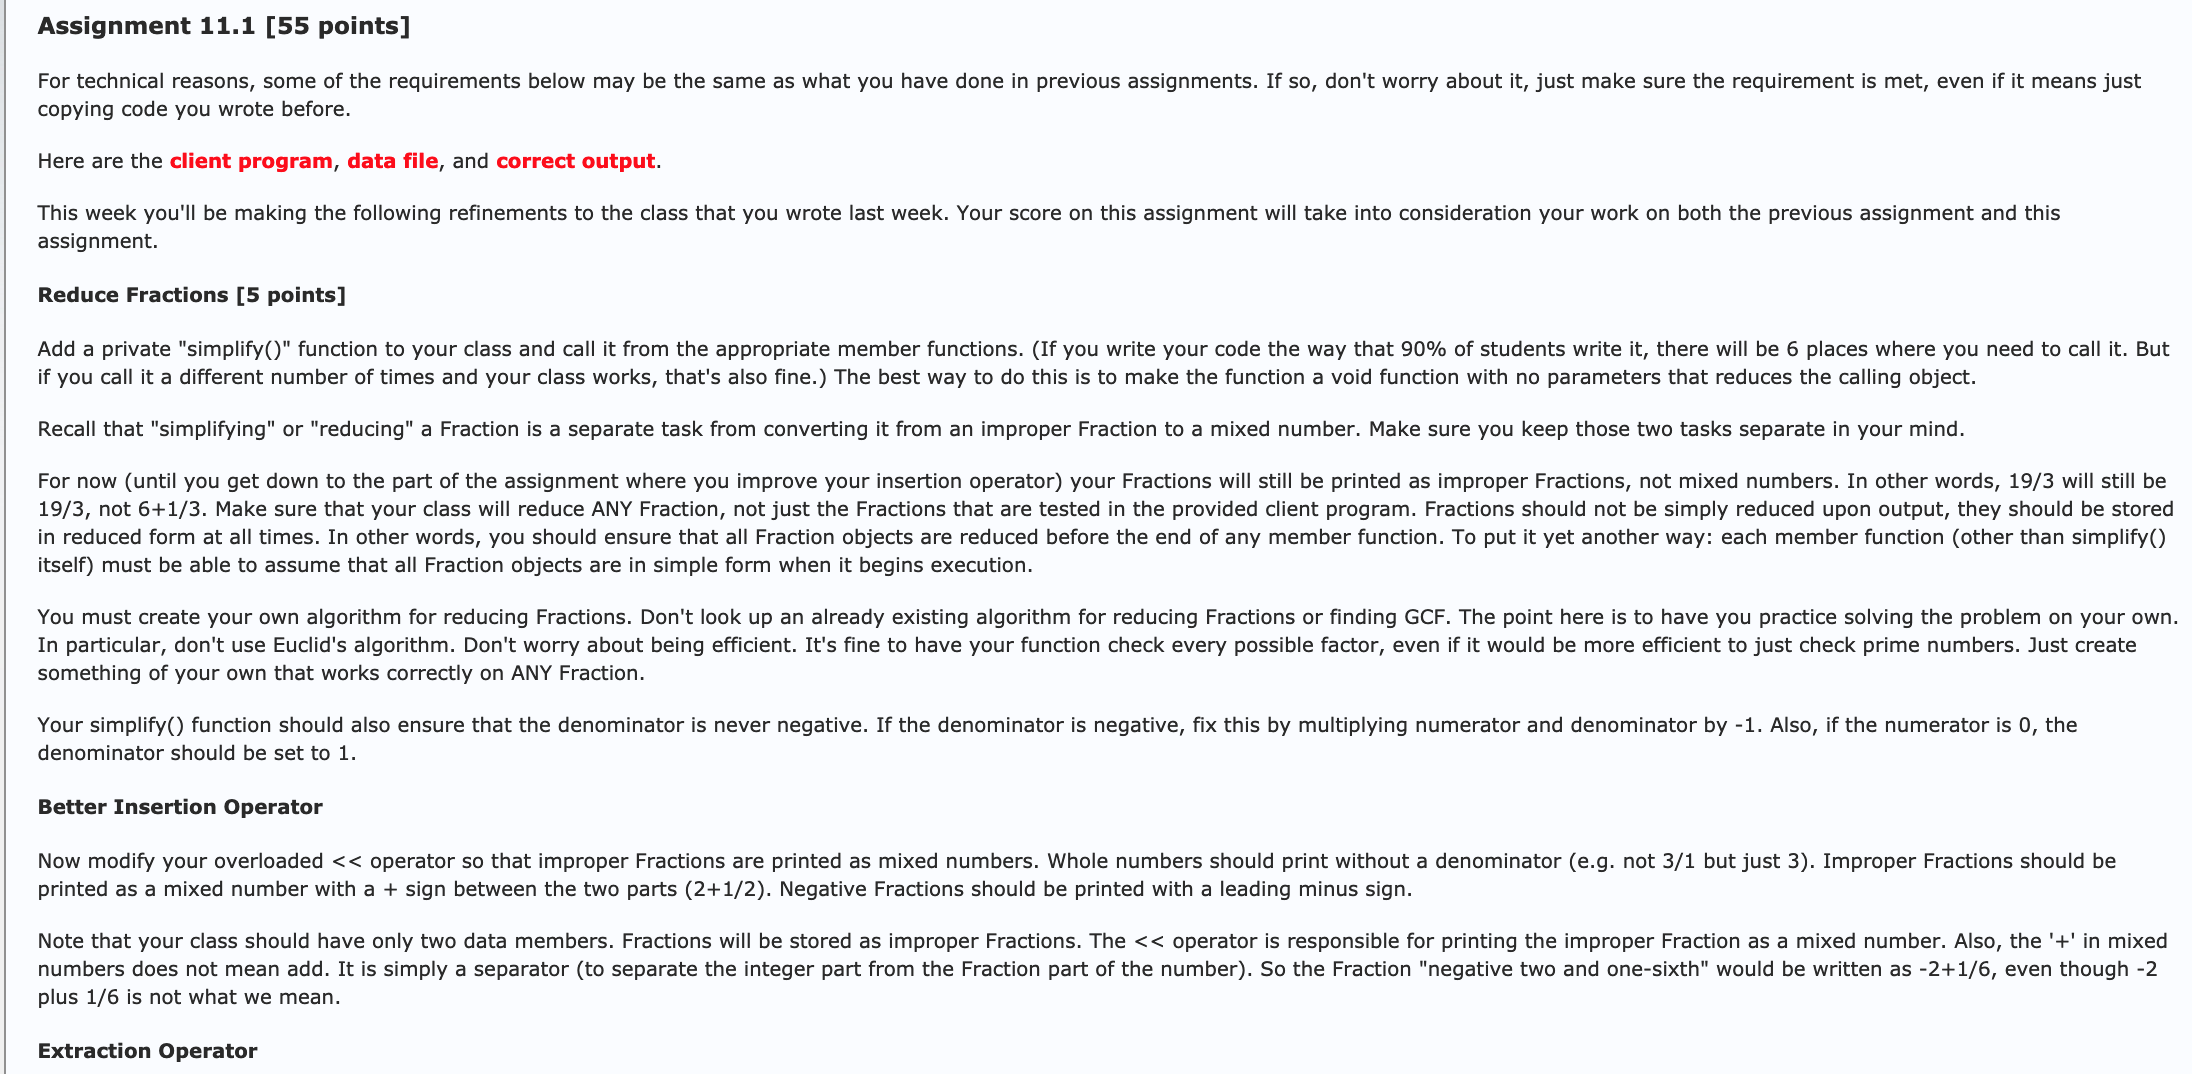 Assignment 11.1 [55 points]
For technical reasons, some of the requirements below may be the same as what you have done in previous assignments. If so, don't worry about it, just make sure the requirement is met, even if it means just
copying code you wrote before.
Here are the client program, data file, and correct output.
This week you'll be making the following refinements to the class that you wrote last week. Your score on this assignment will take into consideration your work on both the previous assignment and this
assignment.
Reduce Fractions [5 points]
Add a private "simplify()" function to your class and call it from the appropriate member functions. (If you write your code the way that 90% of students write it, there will be 6 places where you need to call it. But
if you call it a different number of times and your class works, that's also fine.) The best way to do this is to make the function a void function with no parameters that reduces the calling object.
Recall that "simplifying" or "reducing" a Fraction is a separate task from converting it from an improper Fraction to a mixed number. Make sure you keep those two tasks separate in your mind.
For now (until you get down to the part of the assignment where you improve your insertion operator) your Fractions will still be printed as improper Fractions, not mixed numbers. In other words, 19/3 will still be
19/3, not 6+1/3. Make sure that your class will reduce ANY Fraction, not just the Fractions that are tested in the provided client program. Fractions should not be simply reduced upon output, they should be stored
in reduced form at all times. In other words, you should ensure that all Fraction objects are reduced before the end of any member function. To put it yet another way: each member function (other than simplify()
itself) must be able to assume that all Fraction objects are in simple form when it begins execution.
You must create your own algorithm for reducing Fractions. Don't look up an already existing algorithm for reducing Fractions or finding GCF. The point here is to have you practice solving the problem on your own.
In particular, don't use Euclid's algorithm. Don't worry about being efficient. It's fine to have your function check every possible factor, even if it would be more efficient to just check prime numbers. Just create
something of your own that works correctly on ANY Fraction.
Your simplify() function should also ensure that the denominator is never negative. If the denominator is negative, fix this by multiplying numerator and denominator by -1. Also, if the numerator is 0, the
denominator should be set to 1.
Better Insertion Operator
Now modify your overloaded << operator so that improper Fractions are printed as mixed numbers. Whole numbers should print without a denominator (e.g. not 3/1 but just 3). Improper Fractions should be
printed as a mixed number with a + sign between the two parts (2+1/2). Negative Fractions should be printed with a leading minus sign.
Note that your class should have only two data members. Fractions will be stored as improper Fractions. The << operator is responsible for printing the improper Fraction as a mixed number. Also, the '+' in mixed
numbers does not mean add. It is simply a separator (to separate the integer part from the Fraction part of the number). So the Fraction "negative two and one-sixth" would be written as -2+1/6, even though -2
plus 1/6 is not what we mean.
Extraction Operator